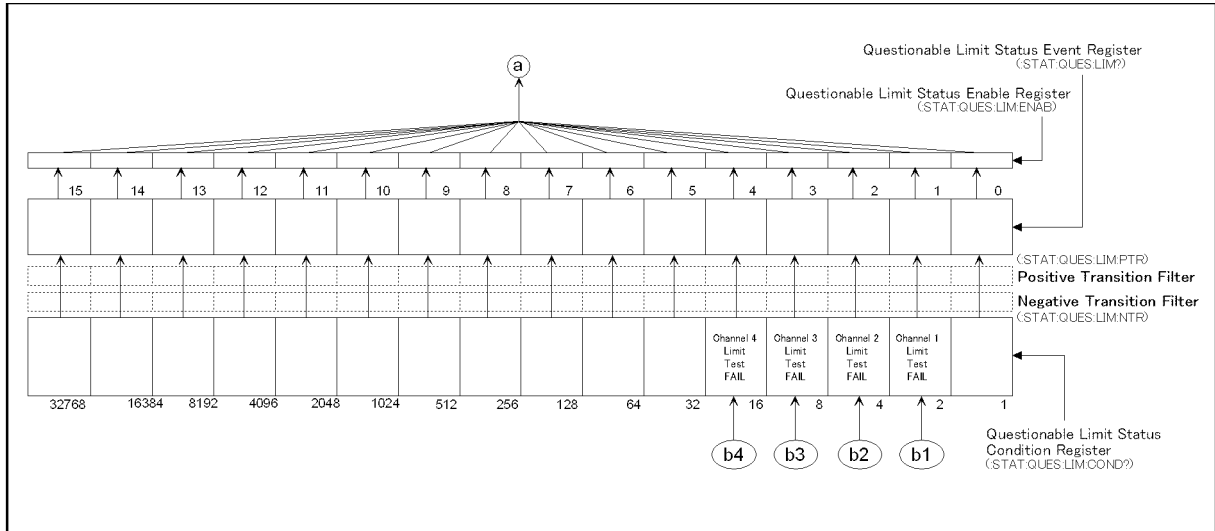 Questionable Limit Status Event Register
(:STAT:QUES:LIM?)
a
Questionable Limit Status Enable Register
(:STAT:QUES:LIM:ENAB)
15 14 13 12 11 10 9 8 7 6 5 4 3 2 1 0
(:STAT:QUES:LIM:PTR)
Positive Transition Filter
Negative Transition Filter
(:STAT:QUES:LIM:NTR)
Channel 4
Limit
Test
FAIL
Channel 3
Limit
Test
FAIL
Channel 2
Limit
Test
FAIL
Channel 1
Limit
Test
FAIL
32768 16384 8192 4096 2048 1024 512 256 128 64 32 16 8 4 2 1
b4 b3 b2 b1
Questionable Limit Status
Condition Register
(:STAT:QUES:LIM:COND?)